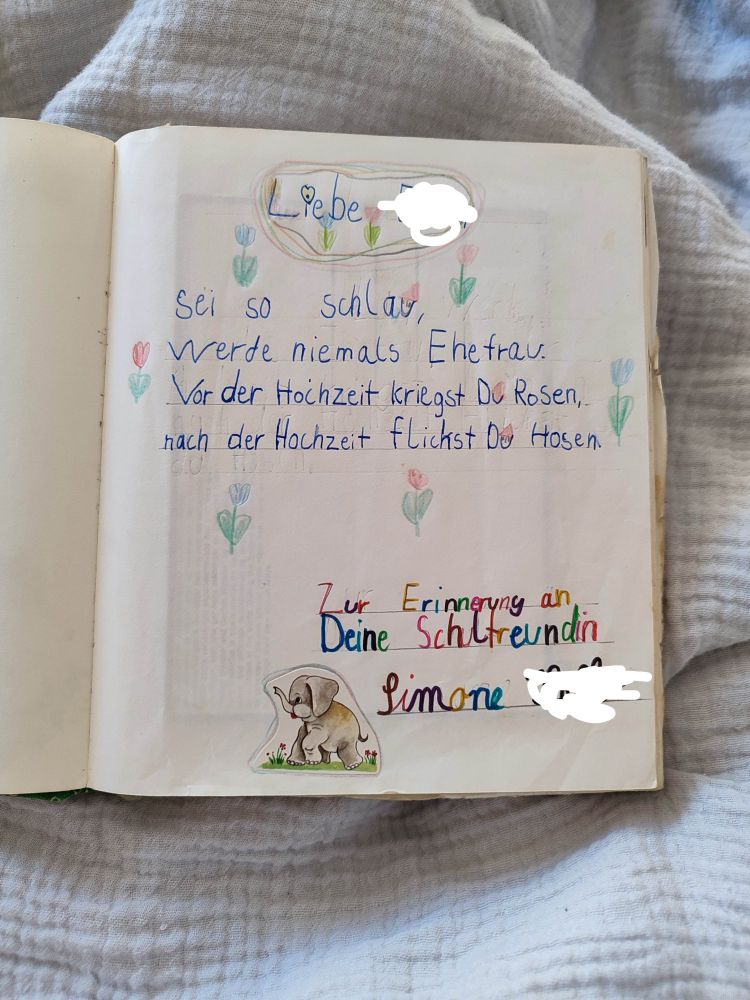 Liebe
sei so schlau,
werde niemals Ehefrau.
Vor der Hochzeit kriegst Du Rosen,
nach der Hochzeit flickst Du Hosen.
Zur Erinnerung an
Deine Schulfreundin
Simone